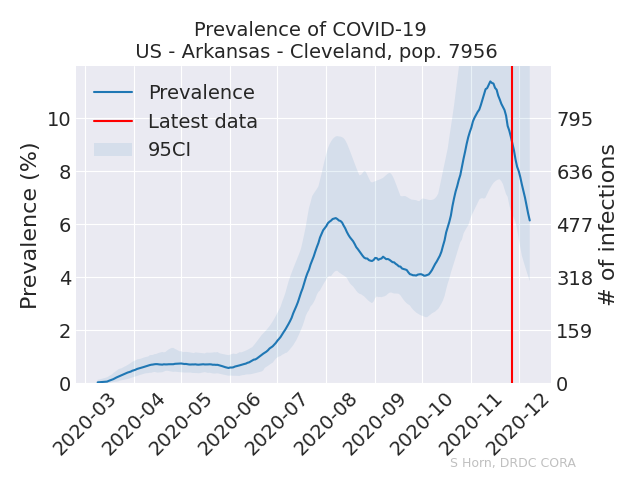 Prevalence of COVID-19
US - Arkansas - Cleveland, pop. 7956
Prevalence
Latest data
95CI
Prevalence (%)
10
8
6
4
2
0
795
636
477
318
159
0
# of infections
2020-03
2020-04
2020-05
2020-06
2020-07
2020-08
2020-09
2020-10
2020-11
2020-12
S Horn, DRDC CORA